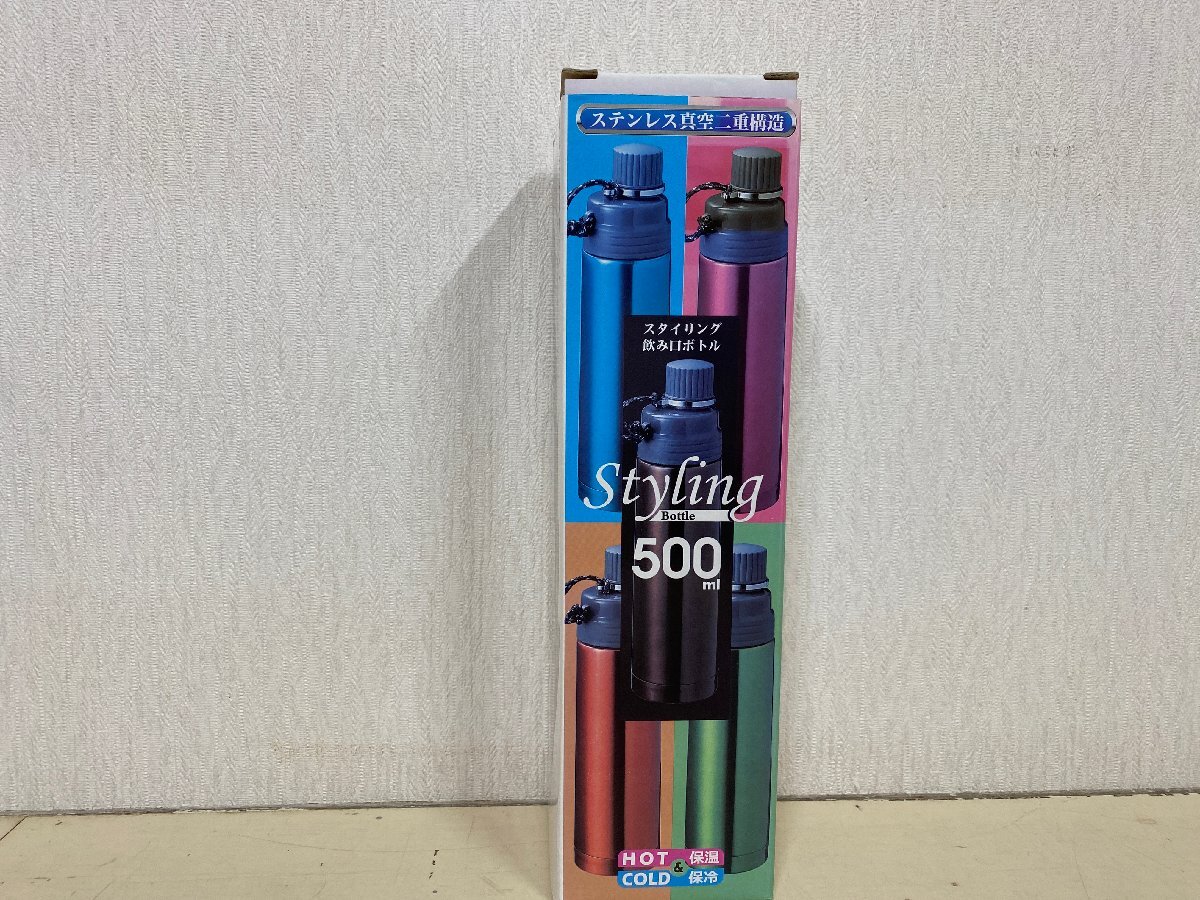 ステンレス真空二重構造
スタイリング
飲み口ボトル
Styling
Bottle
500
ml
HOT 保温
&
COLD 保冷